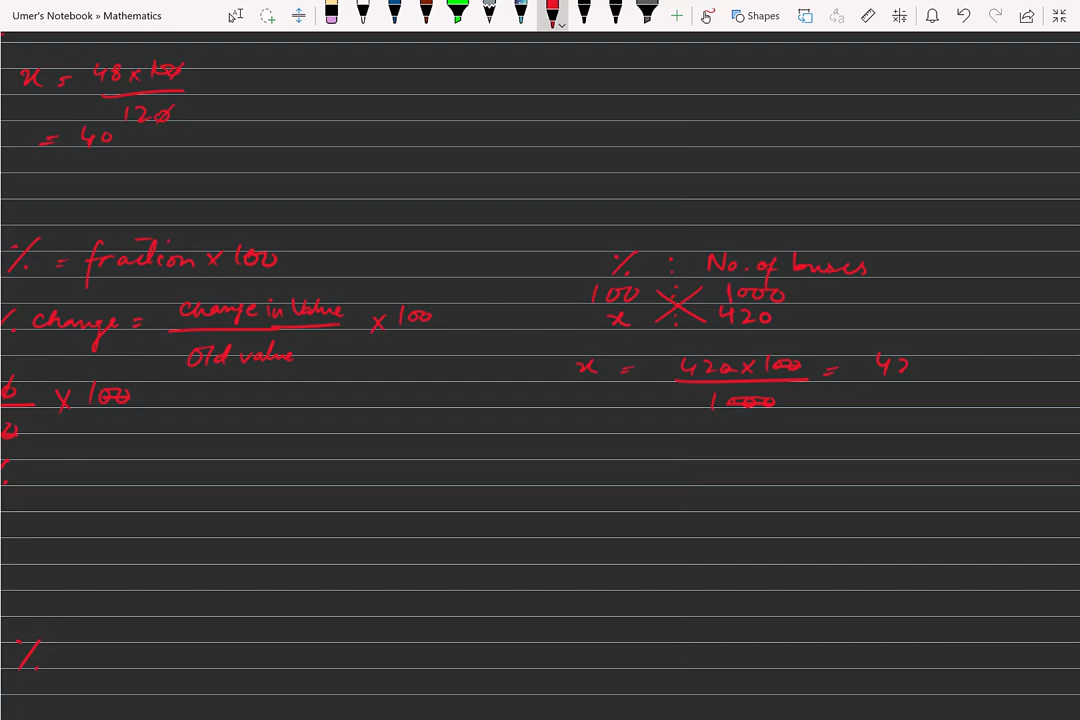 Umer's Notebook » Mathematics
Shapes
x = 48 × 100
120
= 40
% = fraction × 100
% change = change in Value × 100
Old value
× 100
% : No. of buses
100 : 1000
x : 420
x = 420 × 100 = 42
1000
%